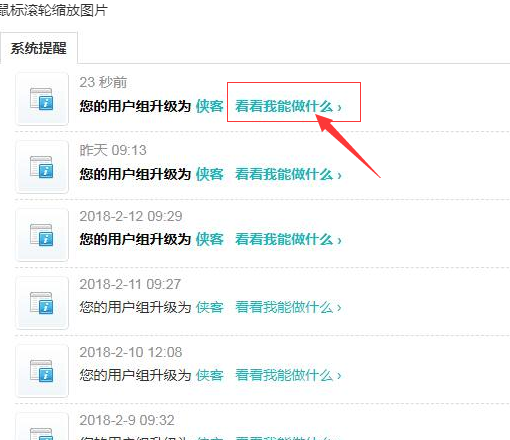 鼠标滚轮缩放图片
系统提醒
23 秒前
您的用户组升级为 侠客 看看我能做什么 ›
昨天 09:13
您的用户组升级为 侠客 看看我能做什么 ›
2018-2-12 09:29
您的用户组升级为 侠客 看看我能做什么 ›
2018-2-11 09:27
您的用户组升级为 侠客 看看我能做什么 ›
2018-2-10 12:08
您的用户组升级为 侠客 看看我能做什么 ›
2018-2-9 09:32